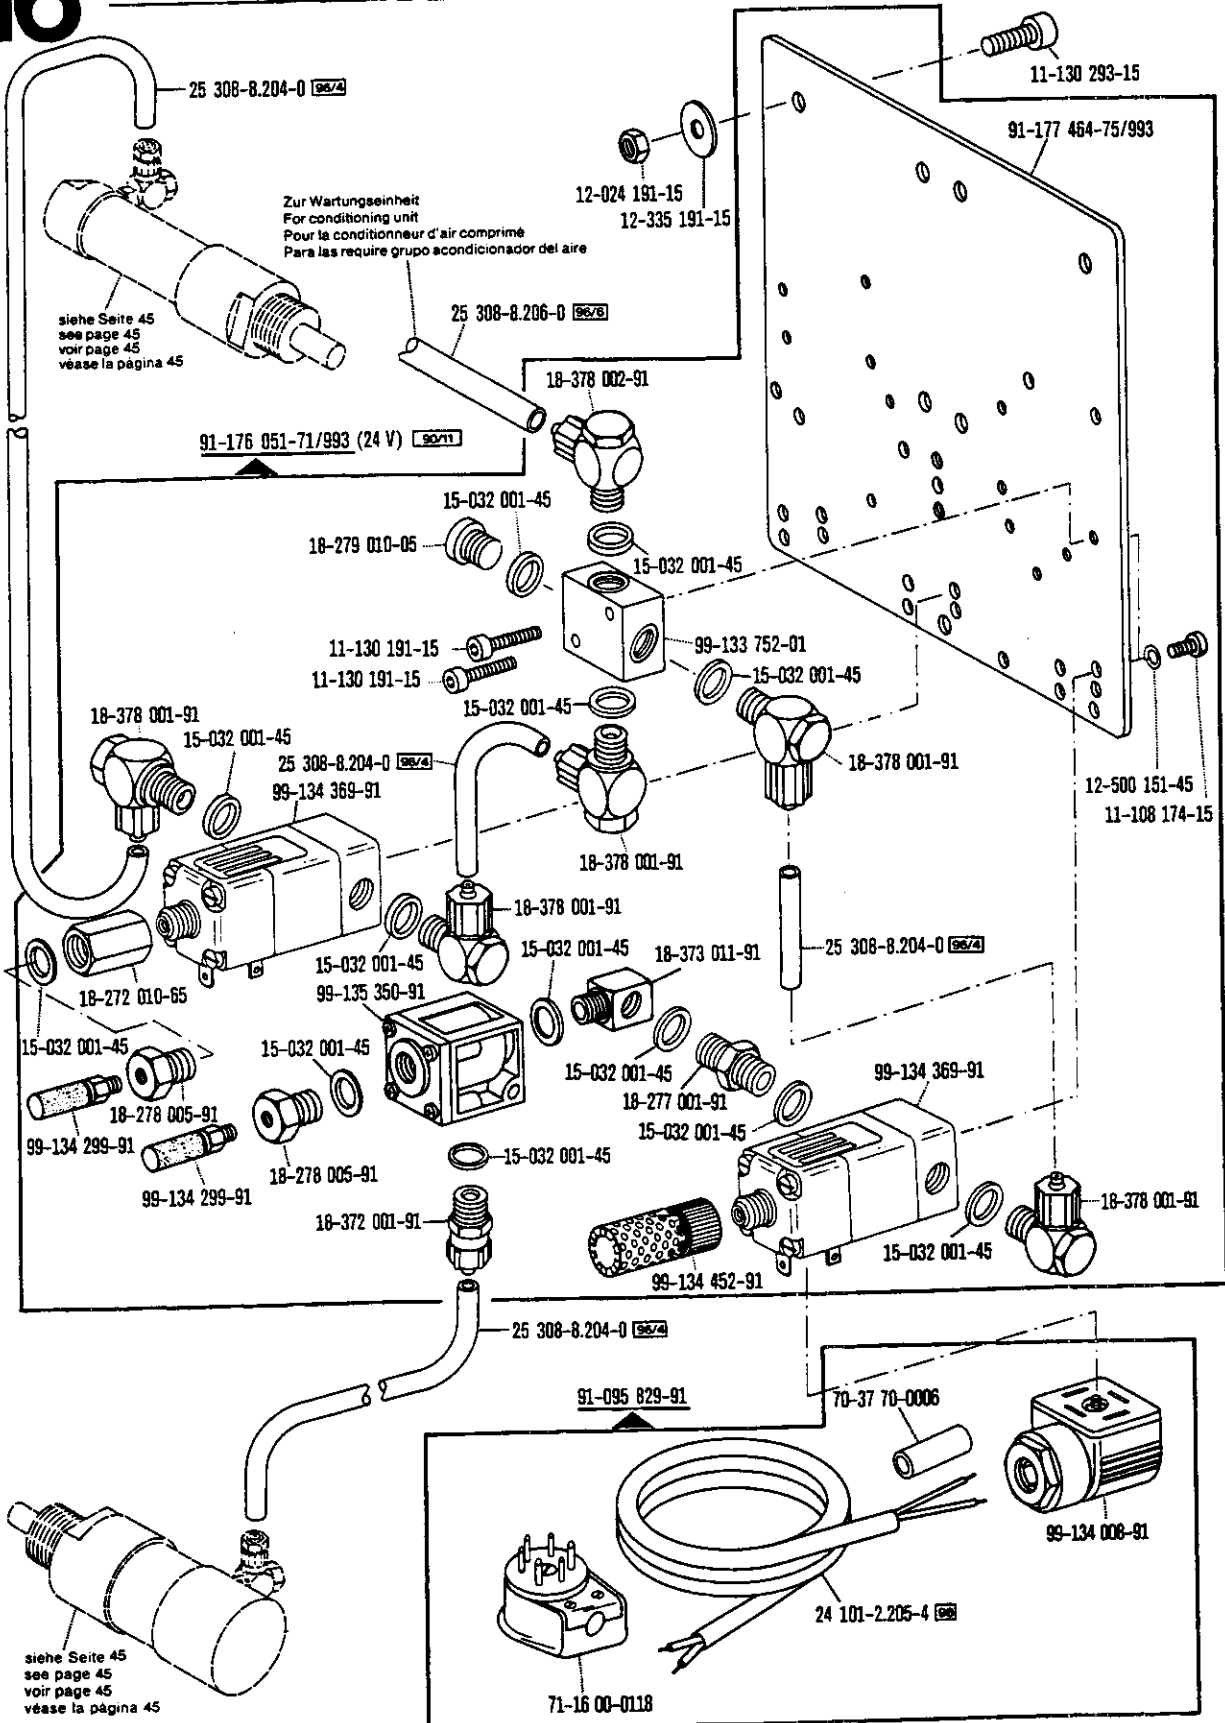 16
25 308-8.204-0 96/4
11-130 293-15
91-177 464-75/993
12-024 191-15
12-335 191-15
Zur Wartungseinheit
For conditioning unit
Pour la conditionneur d'air comprimé
Para las require grupo acondicionador del aire
siehe Seite 45
see page 45
voir page 45
véase la página 45
25 308-8.206-0 96/6
18-378 002-91
91-176 051-71/993 (24 V) 90/11
15-032 001-45
18-279 010-05
15-032 001-45
11-130 191-15
99-133 752-01
11-130 191-15
15-032 001-45
15-032 001-45
18-378 001-91
15-032 001-45
25 308-8.204-0 96/4
18-378 001-91
99-134 369-91
12-500 151-45
11-108 174-15
18-378 001-91
18-378 001-91
15-032 001-45
18-373 011-91
25 308-8.204-0 96/4
15-032 001-45
99-135 350-91
18-272 010-65
15-032 001-45
15-032 001-45
15-032 001-45
99-134 369-91
18-278 005-91
18-277 001-91
99-134 299-91
15-032 001-45
15-032 001-45
18-278 005-91
99-134 299-91
18-372 001-91
18-378 001-91
15-032 001-45
99-134 452-91
25 308-8.204-0 96/4
91-095 829-91
70-37 70-0006
99-134 008-91
24 101-2.205-4 96
71-16 00-0118
siehe Seite 45
see page 45
voir page 45
véase la página 45